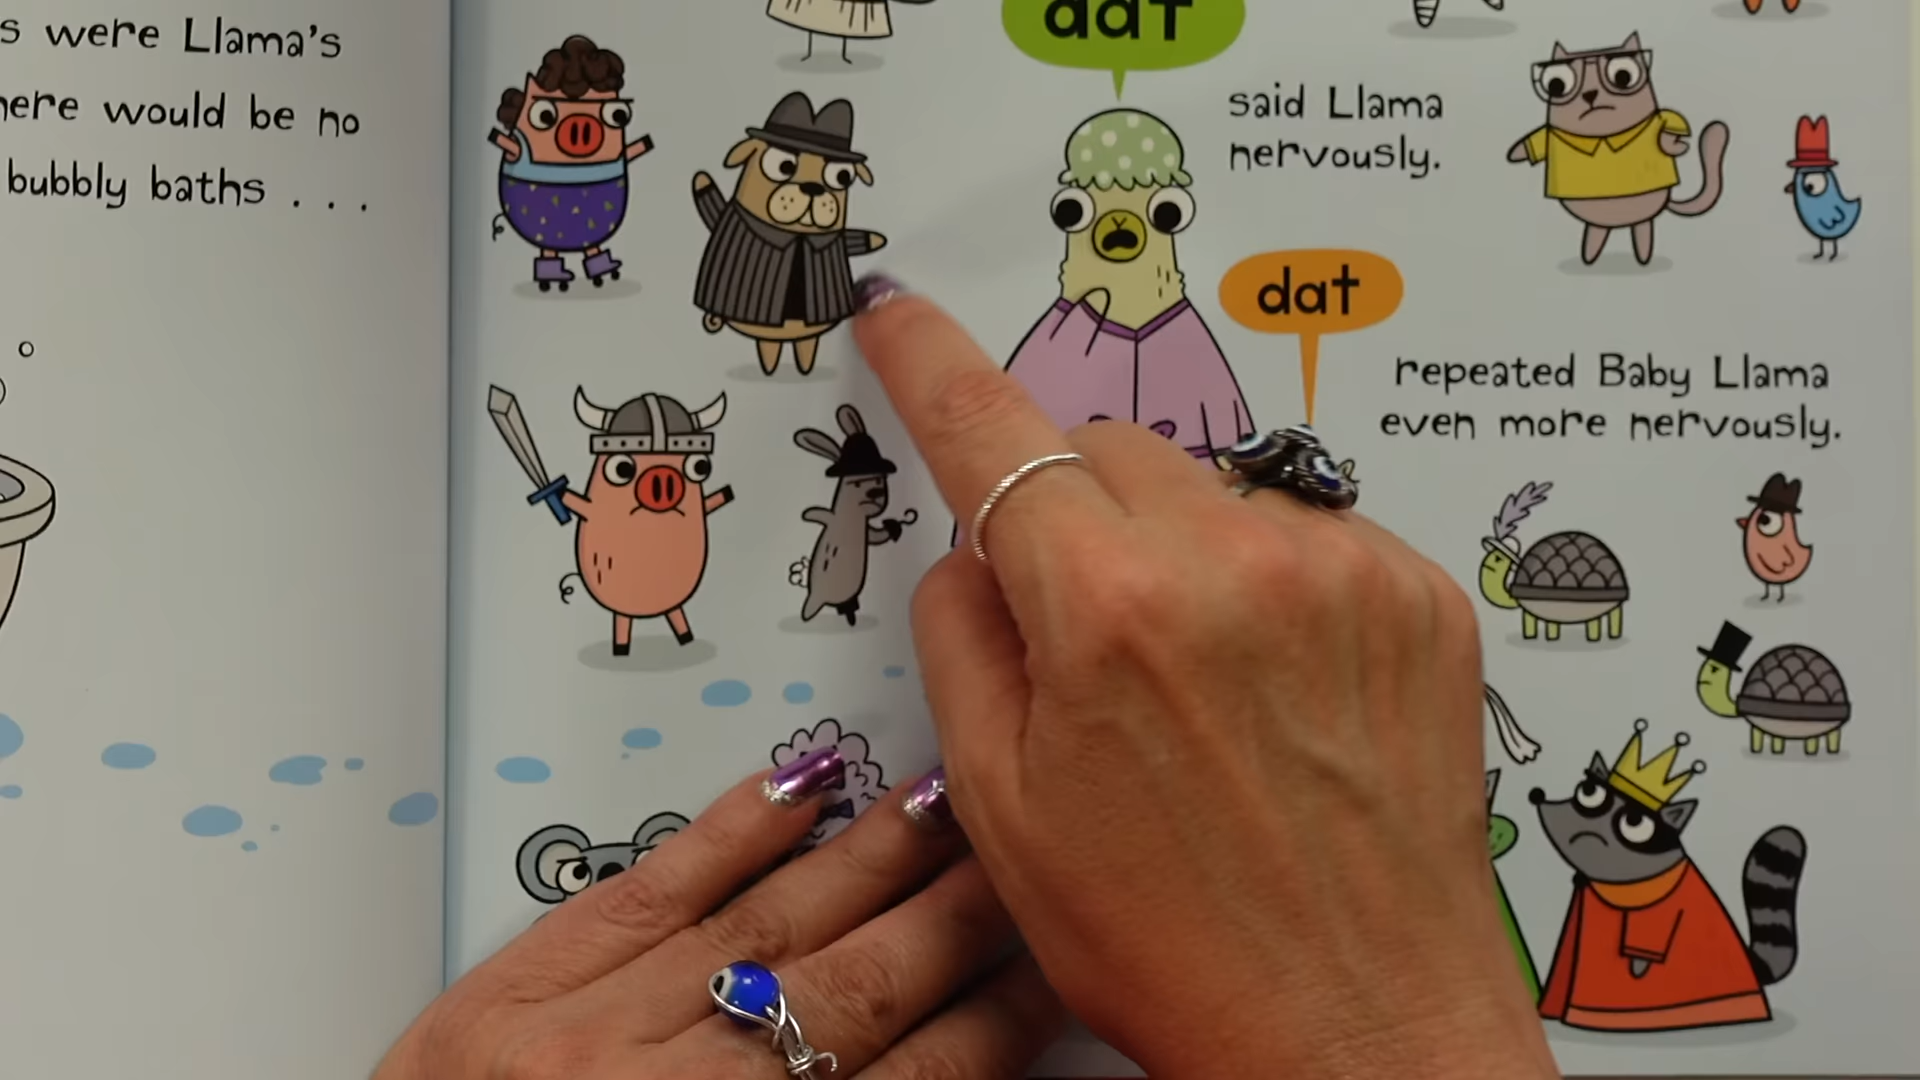 s were Llama's
here would be no
bubbly baths . . .
dat
said Llama
nervously.
dat
repeated Baby Llama
even more nervously.